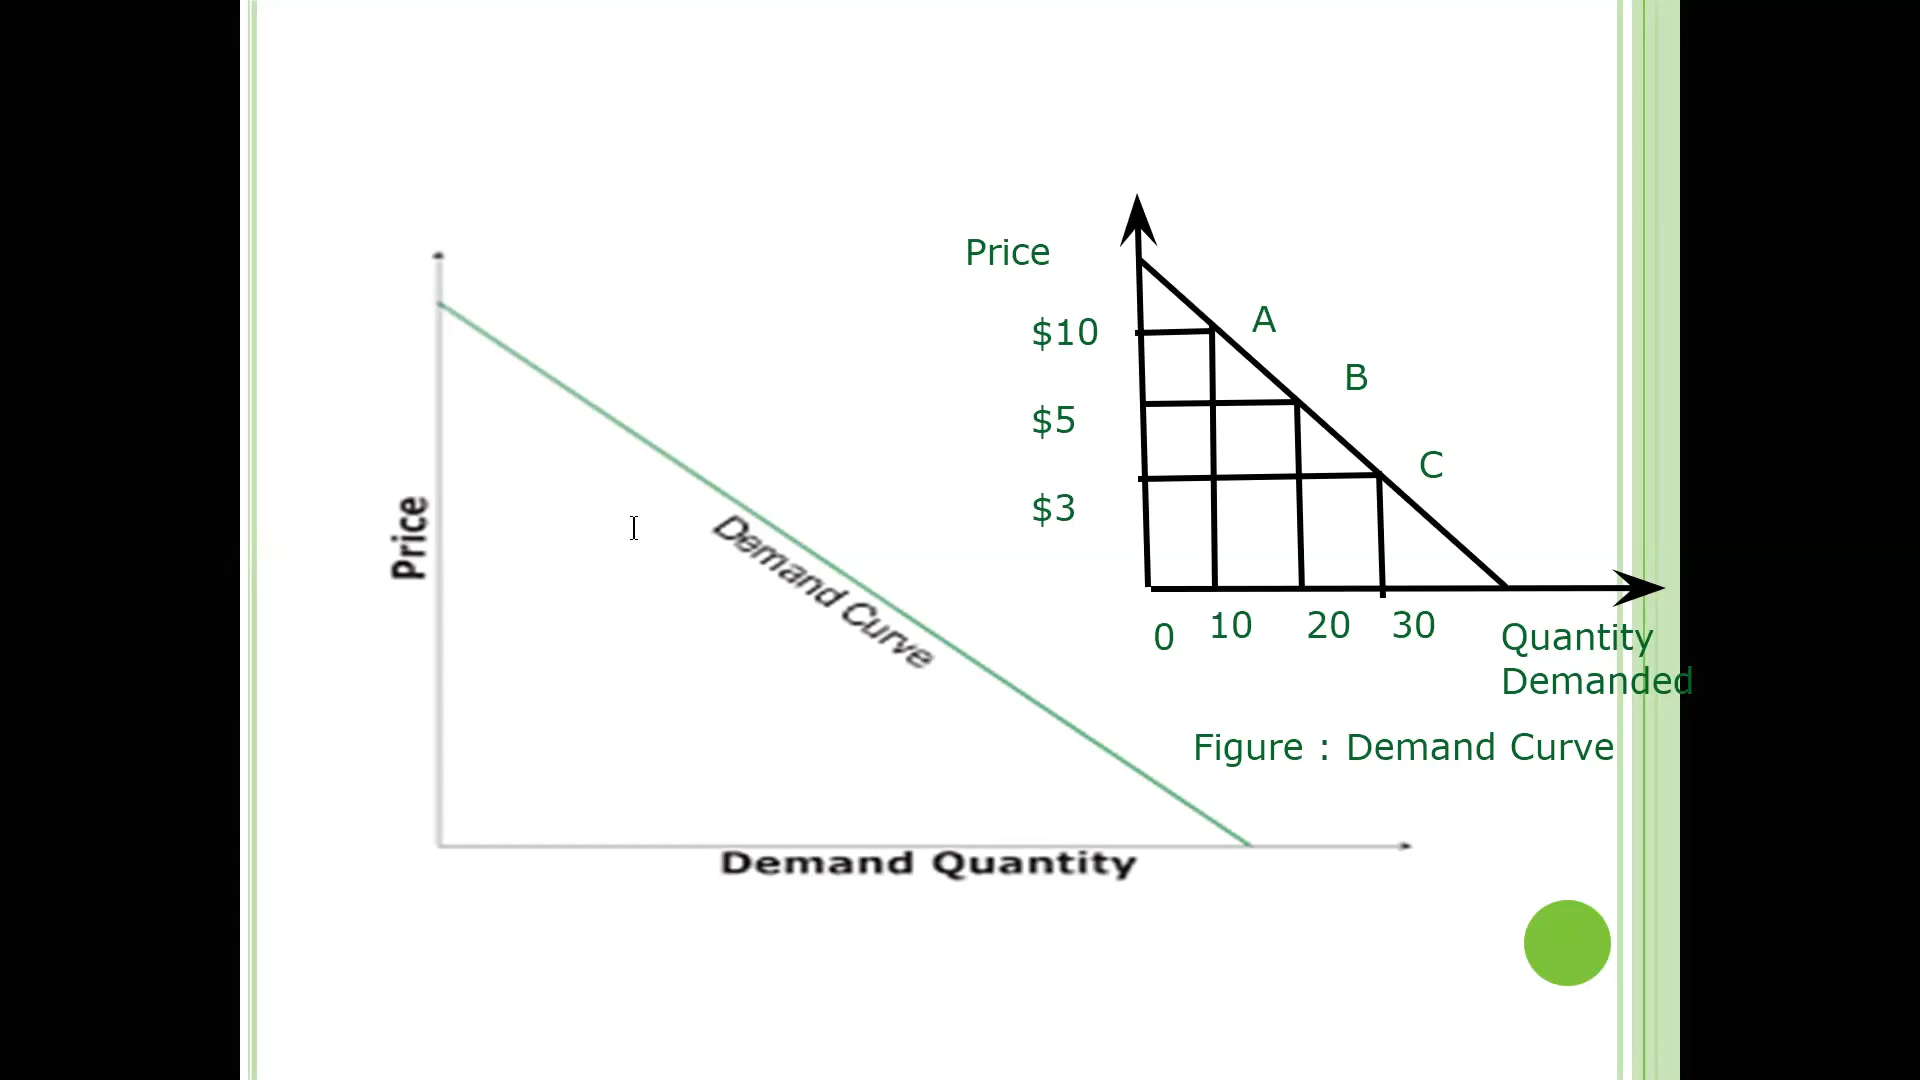 Price
Demand Curve
Demand Quantity
Price
$10
$5
$3
A
B
C
0
10
20
30
Quantity
Demanded
Figure : Demand Curve